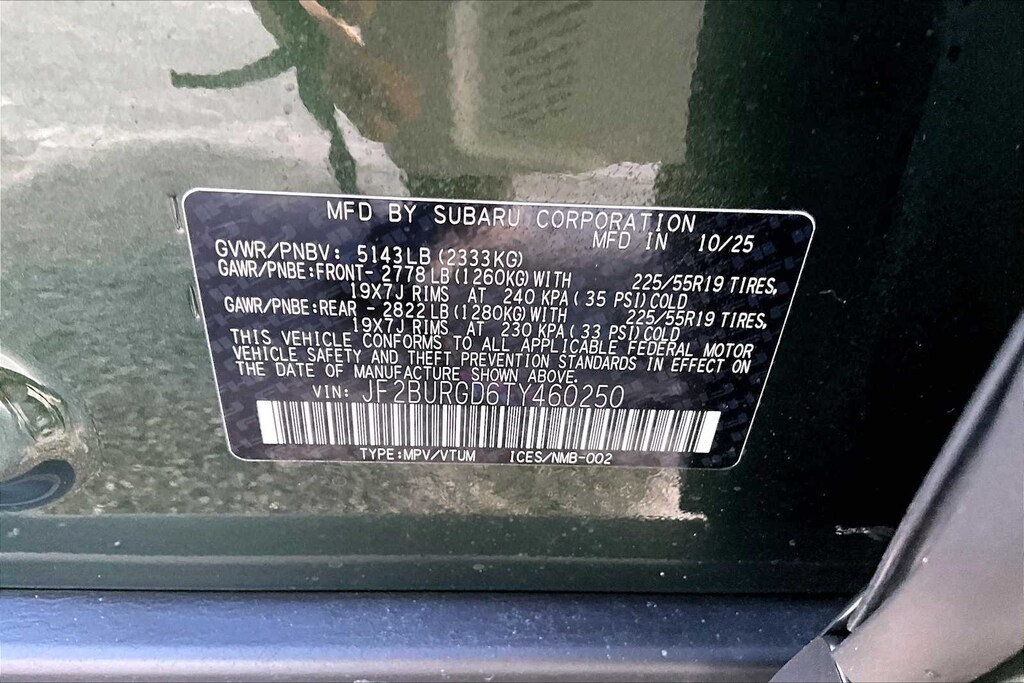 MFD BY SUBARU CORPORATION
MFD IN 10/25
GVWR/PNBV: 5143LB (2333KG)
GAWR/PNBE:FRONT- 2778 LB (1260KG) WITH 225/55R19 TIRES,
19X7J RIMS AT 240 KPA ( 35 PSI) COLD
GAWR/PNBE:REAR - 2822 LB (1280KG) WITH 225/55R19 TIRES,
19X7J RIMS AT 230 KPA ( 33 PSI) COLD
THIS VEHICLE CONFORMS TO ALL APPLICABLE FEDERAL MOTOR
VEHICLE SAFETY AND THEFT PREVENTION STANDARDS IN EFFECT ON
THE DATE OF MANUFACTURE SHOWN ABOVE.
VIN: JF2BURGD6TY460250
TYPE:MPV/VTUM ICES/NMB-002